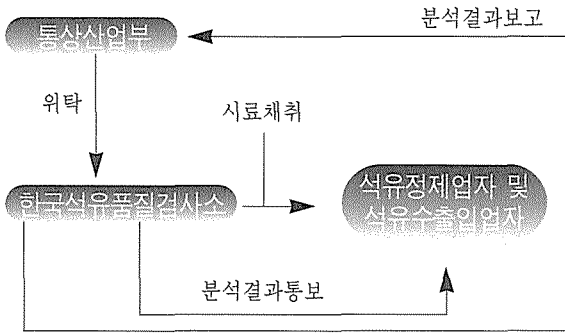 분석결과보고
통상산업부
위탁
시료채취
한국석유품질검사소
석유정제업자 및
석유수출입업자
분석결과통보